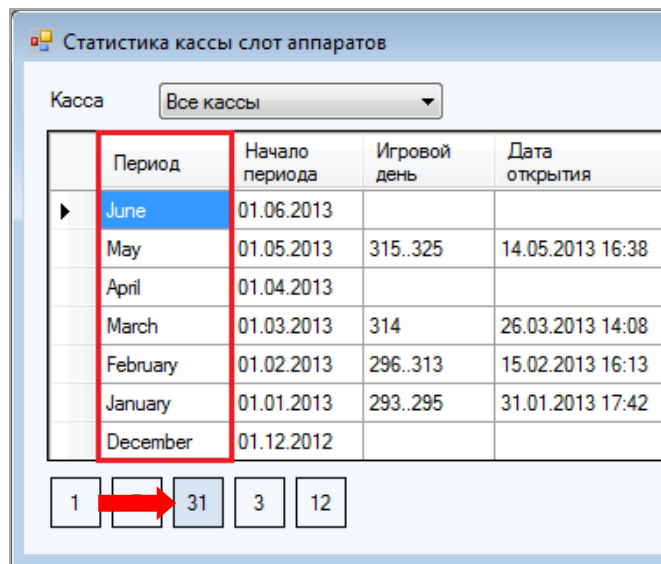 Статистика кассы слот аппаратов
Касса Все кассы
Период Начало периода Игровой день Дата открытия
June 01.06.2013
May 01.05.2013 315..325 14.05.2013 16:38
April 01.04.2013
March 01.03.2013 314 26.03.2013 14:08
February 01.02.2013 296..313 15.02.2013 16:13
January 01.01.2013 293..295 31.01.2013 17:42
December 01.12.2012
1 31 3 12